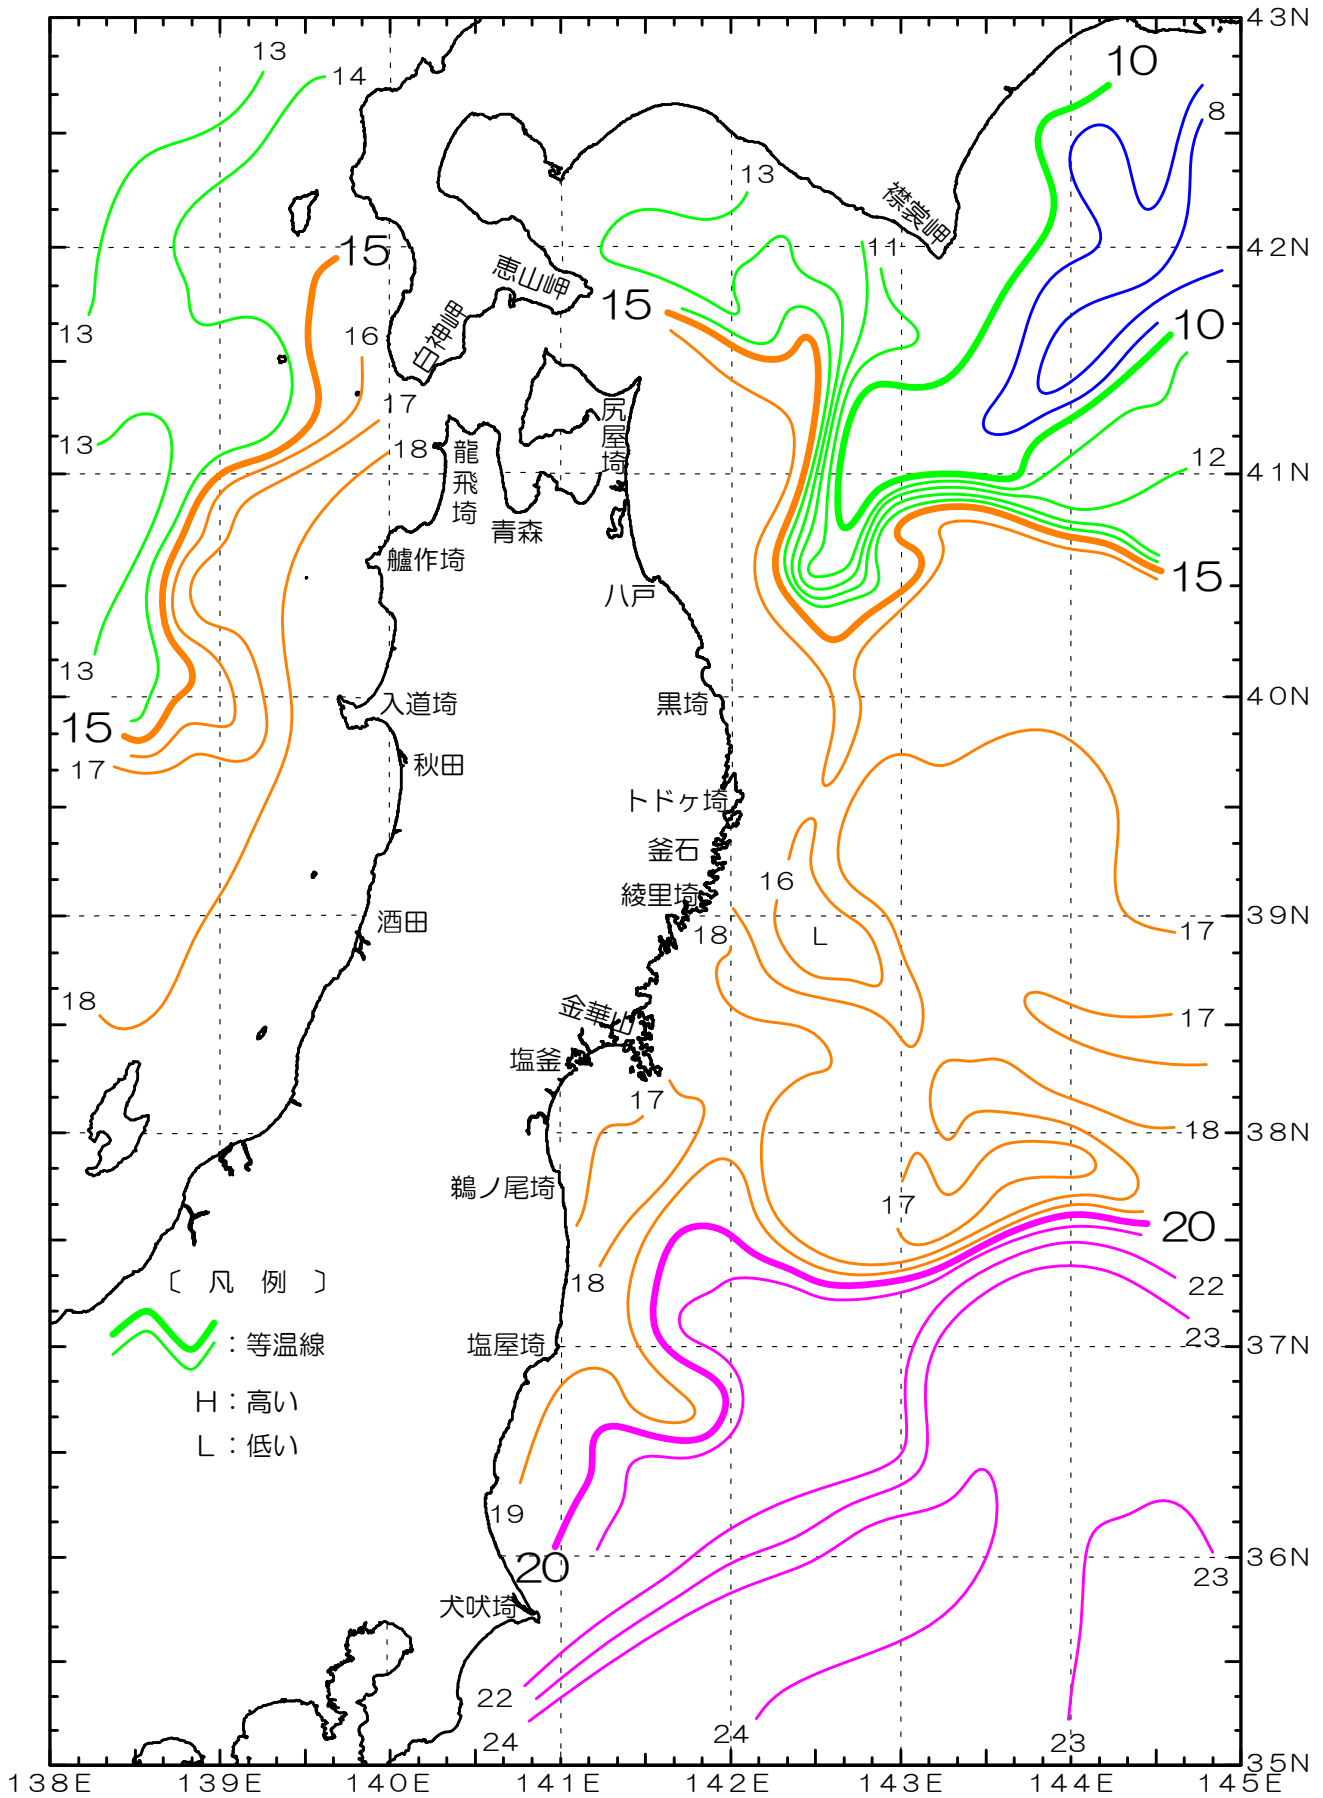 43N
13
14
10
8
13
襟裳岬
11
42N
15
恵山岬
15
13
白神岬
16
10
17
尻屋埼
13
18
龍飛埼
12
41N
青森
艫作埼
15
八戸
13
入道埼
黒埼
40N
15
17
秋田
トドヶ埼
釜石
16
綾里埼
酒田
18
L
17
39N
18
金華山
17
塩釜
17
18
38N
鵜ノ尾埼
17
20
〔 凡 例 〕
18
22
:等温線
塩屋埼
23
37N
H:高い
L:低い
19
20
23
36N
犬吠埼
22
24
24
23
35N
138E
139E
140E
141E
142E
143E
144E
145E